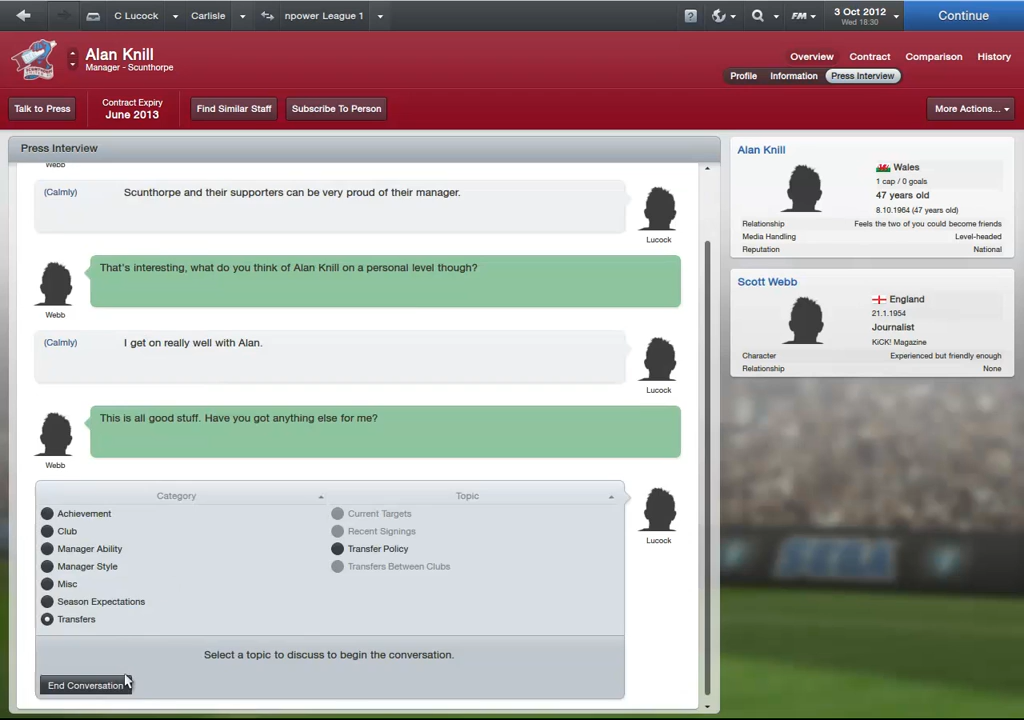 C Lucock
Carlisle
npower League 1
?
FM
3 Oct 2012
Wed 18:30
Continue
Alan Knill
Manager - Scunthorpe
Overview
Contract
Comparison
History
Profile
Information
Press Interview
Talk to Press
Contract Expiry
June 2013
Find Similar Staff
Subscribe To Person
More Actions...
Press Interview
Webb
(Calmly)
Scunthorpe and their supporters can be very proud of their manager.
Lucock
That's interesting, what do you think of Alan Knill on a personal level though?
Webb
(Calmly)
I get on really well with Alan.
Lucock
This is all good stuff. Have you got anything else for me?
Webb
Category
Topic
Achievement
Club
Manager Ability
Manager Style
Misc
Season Expectations
Transfers
Current Targets
Recent Signings
Transfer Policy
Transfers Between Clubs
Lucock
Select a topic to discuss to begin the conversation.
End Conversation
Alan Knill
Wales
1 cap / 0 goals
47 years old
8.10.1964 (47 years old)
Relationship
Feels the two of you could become friends
Media Handling
Level-headed
Reputation
National
Scott Webb
England
21.1.1954
Journalist
KiCK! Magazine
Character
Experienced but friendly enough
Relationship
None
SEGA